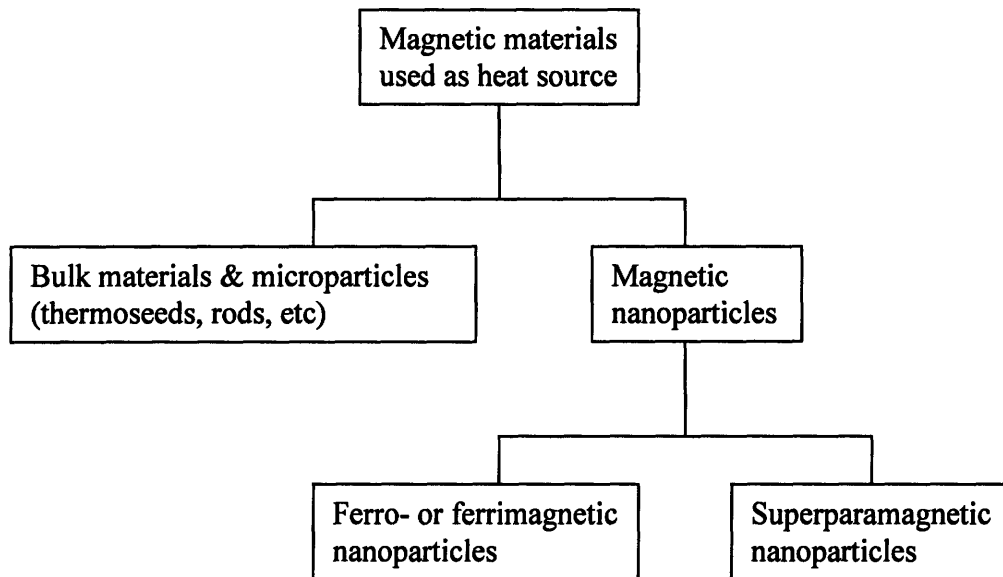 Magnetic materials
used as heat source
Bulk materials & microparticles
(thermoseeds, rods, etc)
Magnetic
nanoparticles
Ferro- or ferrimagnetic
nanoparticles
Superparamagnetic
nanoparticles